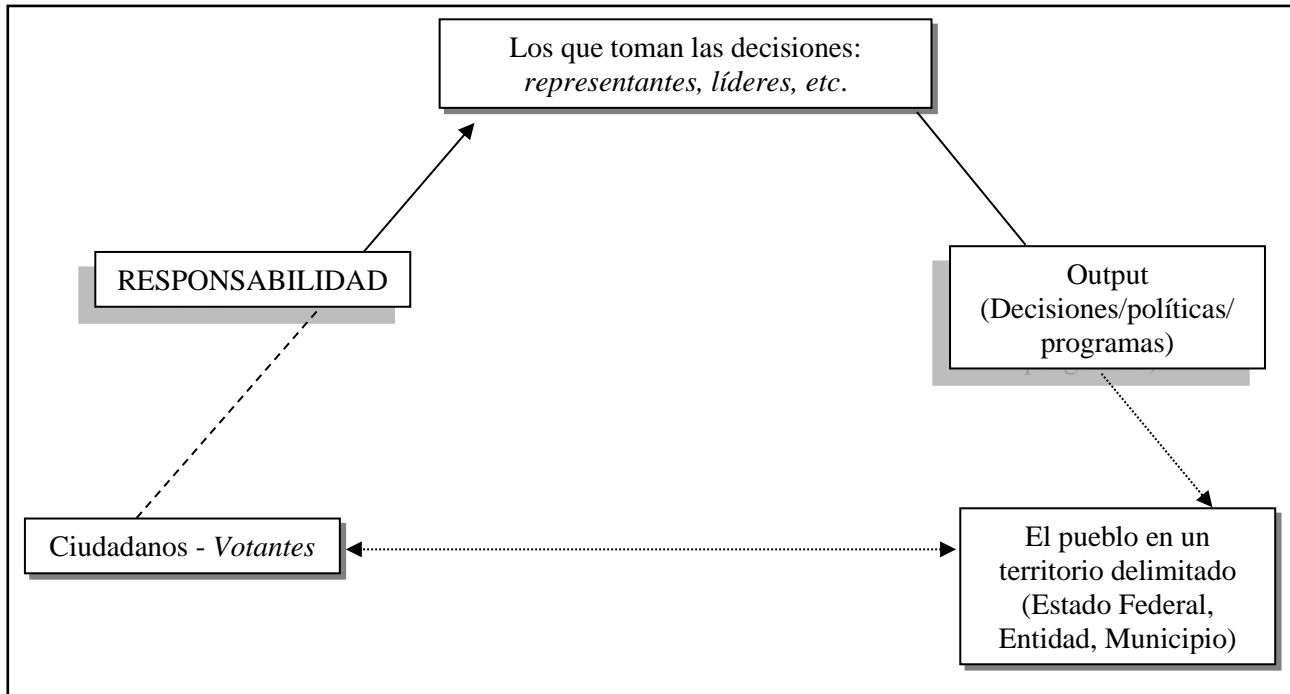 Los que toman las decisiones:
representantes, líderes, etc.
RESPONSABILIDAD
Output
(Decisiones/políticas/
programas)
Ciudadanos - Votantes
El pueblo en un
territorio delimitado
(Estado Federal,
Entidad, Municipio)